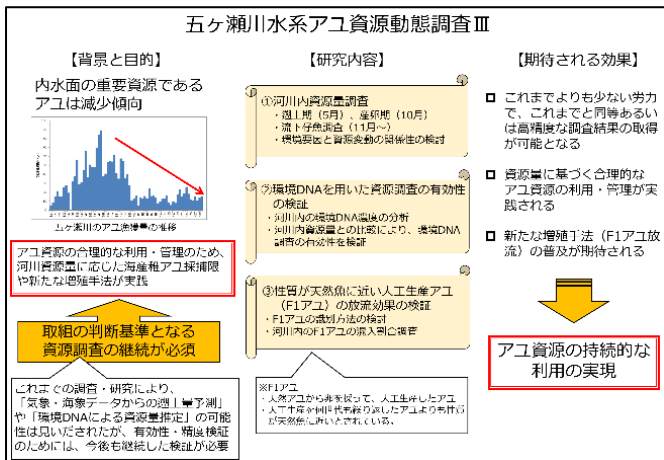 五ヶ瀬川水系アユ資源動態調査Ⅲ
【背景と目的】
内水面の重要資源である
アユは減少傾向
五ヶ瀬川のアユ漁獲量の推移
アユ資源の合理的な利用・管理のため、
河川資源量に応じた海産稚アユ採捕限
や新たな増殖手法が実践
取組の判断基準となる
資源調査の継続が必須
これまでの調査・研究により、
「気象・海象データからの遡上量予測」
や「環境DNAによる資源量推定」の可能
性は見いだされたが、有効性・精度検証
のためには、今後も継続した検証が必要
【研究内容】
①河川内資源量調査
・遡上期（5月）、産卵期（10月）
・流下仔魚調査（11月～）
・環境要因と資源変動の関係性の検討
②環境DNAを用いた資源調査の有効性
の検証
・河川内の環境DNA濃度の分析
・河川内資源量との比較により、環境DNA
調査の有効性を検証
③性質が天然魚に近い人工生産アユ
（F1アユ）の放流効果の検証
・F1アユの識別方法の検討
・河川内のF1アユの流入割合調査
※F1アユ
・天然アユから卵を採って、人工生産したアユ
・人工生産を何世代も繰り返したアユよりも性質
が天然魚に近いとされている。
【期待される効果】
これまでよりも少ない労力
で、これまでと同等あるい
は高精度な調査結果の取得
が可能となる
資源量に基づく合理的な
アユ資源の利用・管理が実
践される
新たな増殖手法（F1アユ放
流）の普及が期待される
アユ資源の持続的な
利用の実現